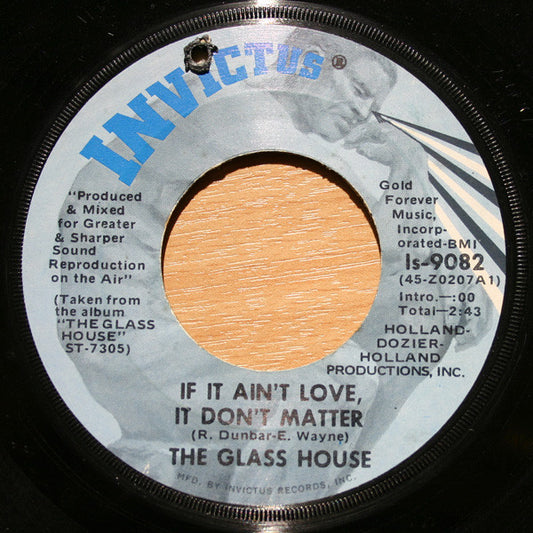 INVICTUS ®
"Produced
& Mixed
for Greater
& Sharper
Sound
Reproduction
on the Air"
(Taken from
the album
"THE GLASS
HOUSE"
ST-7305)
Gold
Forever
Music,
Incorp-
orated-BMI
Is-9082
(45-Z0207A1)
Intro.—:00
Total—2:43
HOLLAND-
DOZIER-
HOLLAND
PRODUCTIONS, INC.
IF IT AIN'T LOVE,
IT DON'T MATTER
(R. Dunbar-E. Wayne)
THE GLASS HOUSE
MFD. BY INVICTUS RECORDS, INC.